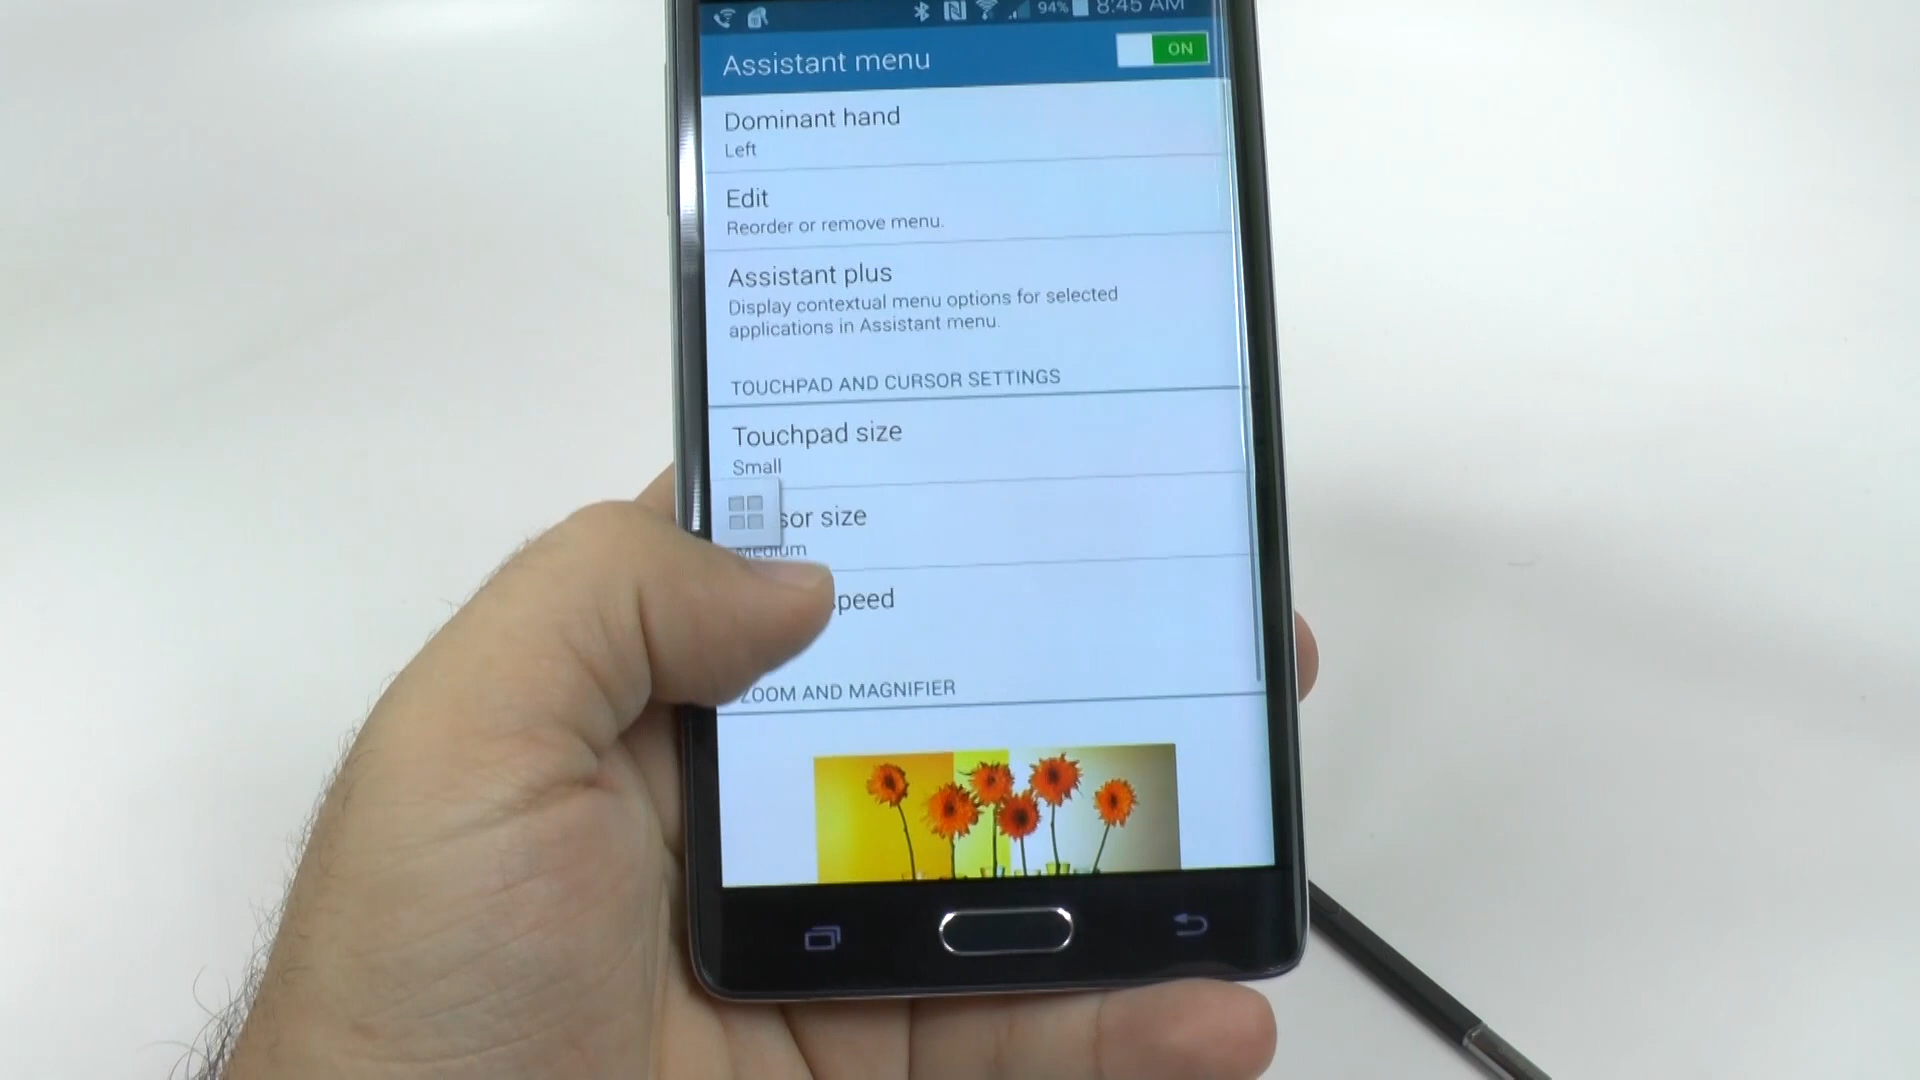 94% 8:45 AM
Assistant menu
ON
Dominant hand
Left
Edit
Reorder or remove menu.
Assistant plus
Display contextual menu options for selected
applications in Assistant menu.
TOUCHPAD AND CURSOR SETTINGS
Touchpad size
Small
sor size
Medium
speed
ZOOM AND MAGNIFIER